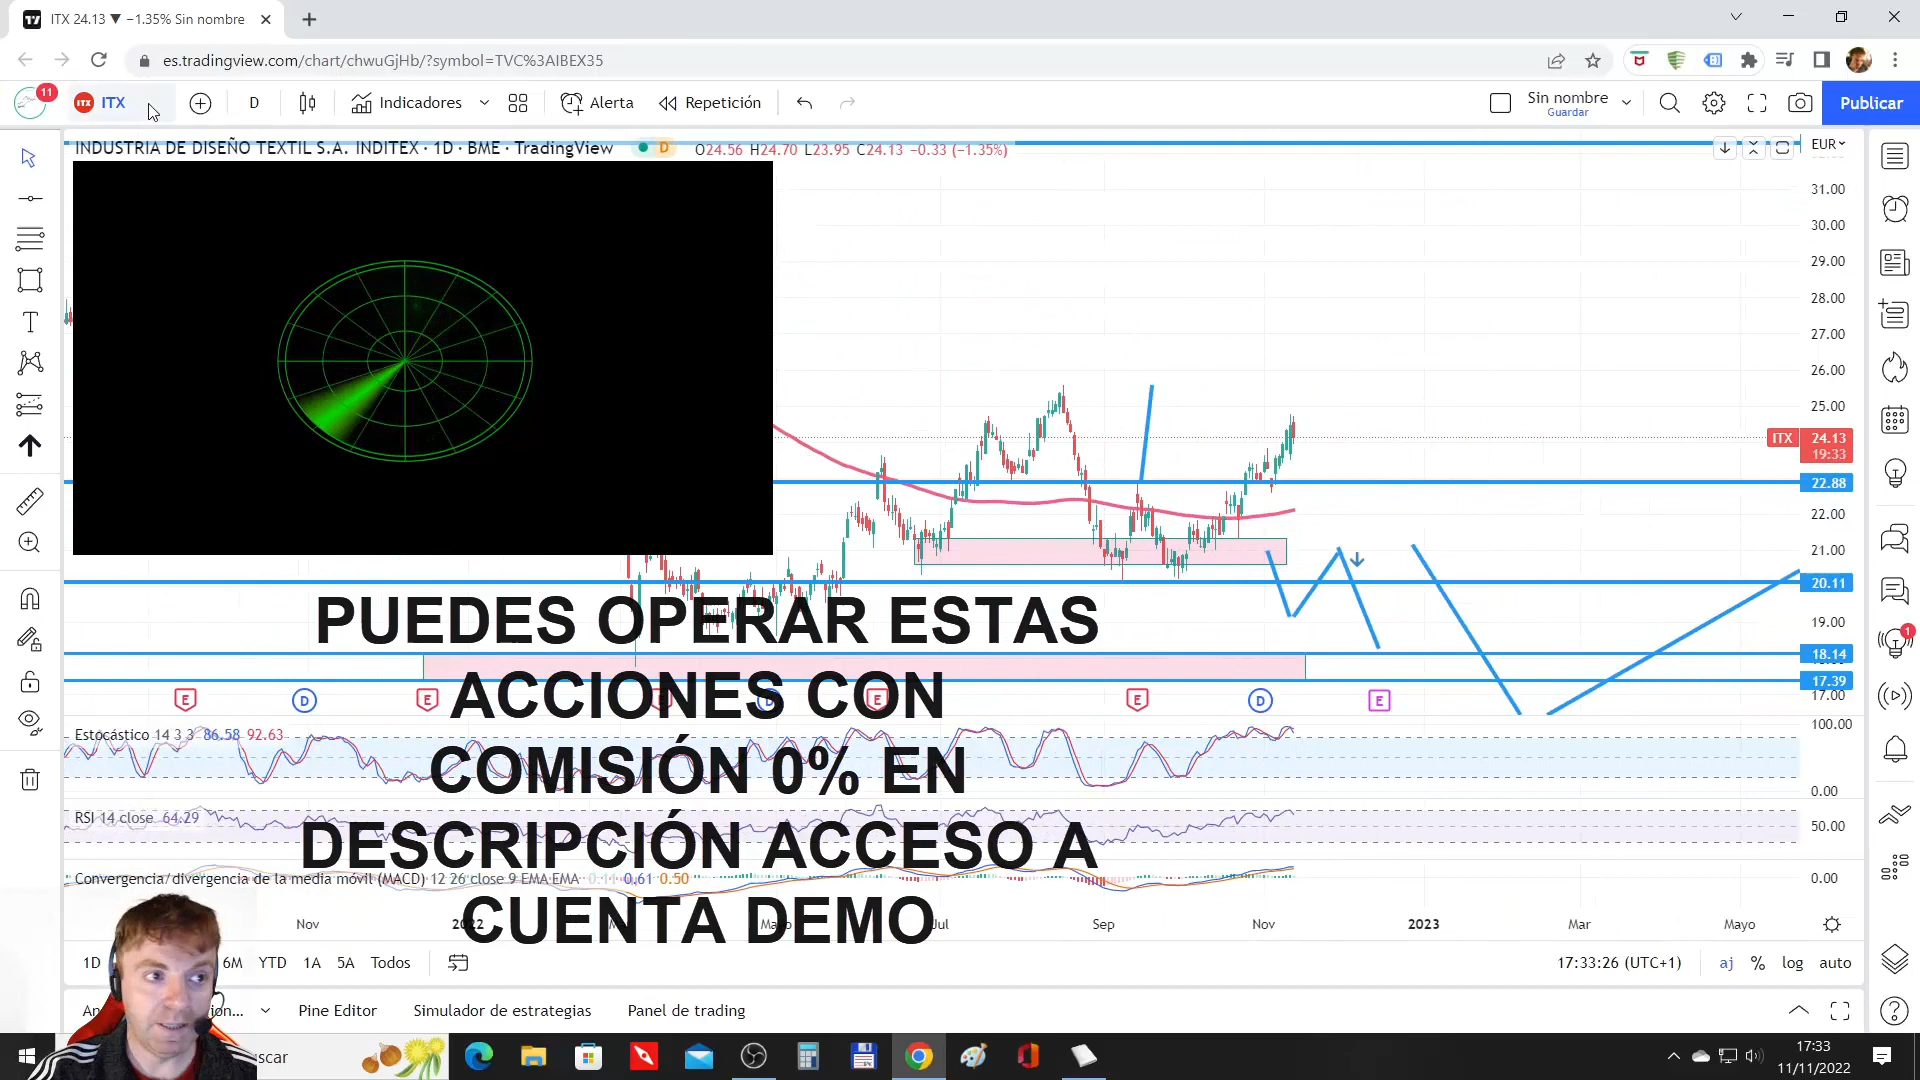 ITX 24.13 ▼ −1.35% Sin nombre
es.tradingview.com/chart/chwuGjHb/?symbol=TVC%3AIBEX35
11
ITX
ITX
D
Indicadores
Alerta
Repetición
Sin nombre
Guardar
Publicar
INDUSTRIA DE DISEÑO TEXTIL S.A. INDITEX · 1D · BME · TradingView
D
O24.56 H24.70 L23.95 C24.13 −0.33 (−1.35%)
EUR
31.00
30.00
29.00
28.00
27.00
26.00
25.00
ITX 24.13
19:33
22.88
22.00
21.00
20.11
19.00
18.14
17.39
17.00
PUEDES OPERAR ESTAS
ACCIONES CON
COMISIÓN 0% EN
DESCRIPCIÓN ACCESO A
CUENTA DEMO
E
D
E
D
E
E
D
E
Estocástico 14 3 3 86.58 92.63
100.00
0.00
RSI 14 close 64.29
50.00
Convergencia/divergencia de la media móvil (MACD) 12 26 close 9 EMA EMA 0.11 0.61 0.50
0.00
Nov
2022
Mayo
Jul
Sep
Nov
2023
Mar
Mayo
1D
6M
YTD
1A
5A
Todos
17:33:26 (UTC+1)
aj
%
log
auto
Pine Editor
Simulador de estrategias
Panel de trading
1
17:33
11/11/2022